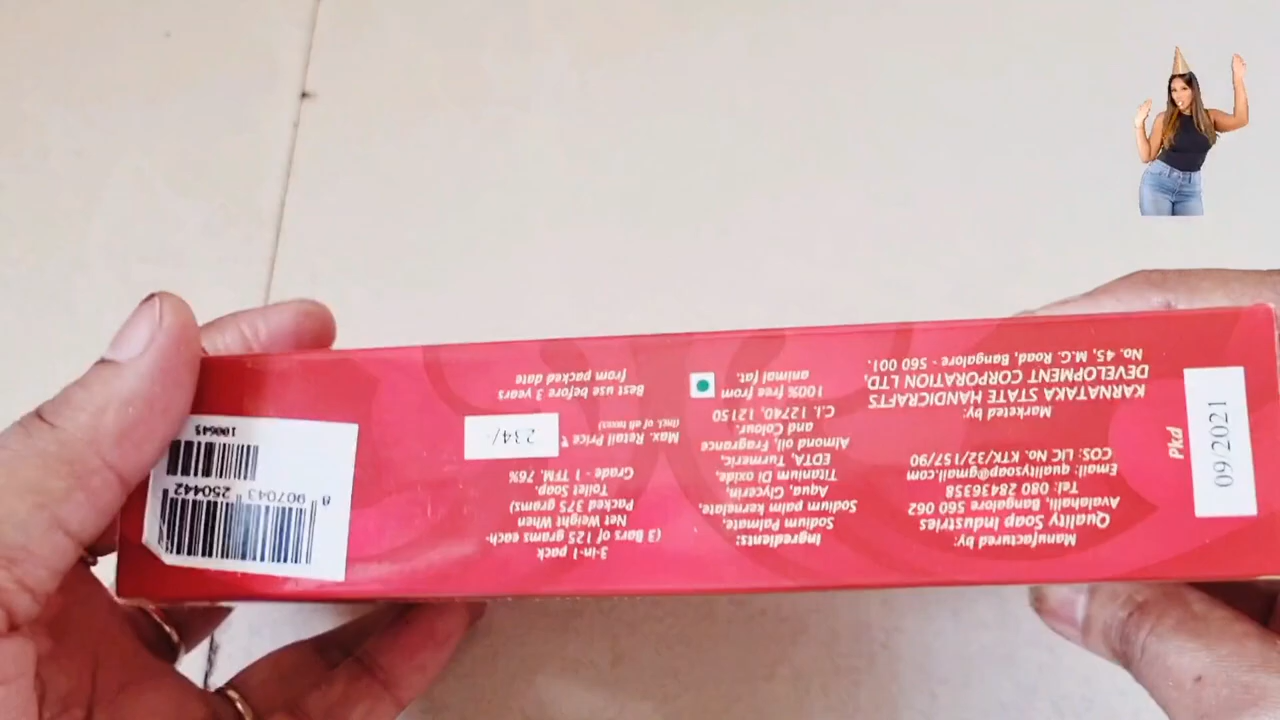 Pkd
09/2021
Manufactured by:
Quality Soap Industries
Avalahalli, Bangalore 560 062
Tel: 080 28436358
Email: qualitysoap@gmail.com
COS: LIC No. KTK/32/157/90
Marketed by:
KARNATAKA STATE HANDICRAFTS
DEVELOPMENT CORPORATION LTD,
No. 45, M.G. Road, Bangalore - 560 001.
Ingredients:
Sodium Palmate,
Sodium palm kernelate,
Aqua, Glycerin,
Titanium Di oxide,
EDTA, Turmeric,
Almond oil, Fragrance
and Colour.
C.I. 12740, 12150
100% free from
animal fat.
3-in-1 pack
(3 Bars of 125 grams each-
Net Weight When
Packed 375 grams)
Toilet Soap,
Grade - 1 TFM. 76%
Max. Retail Price ₹ 234/-
(Incl. of all taxes)
Best use before 3 years
from packed date
8 907043 250442
100645